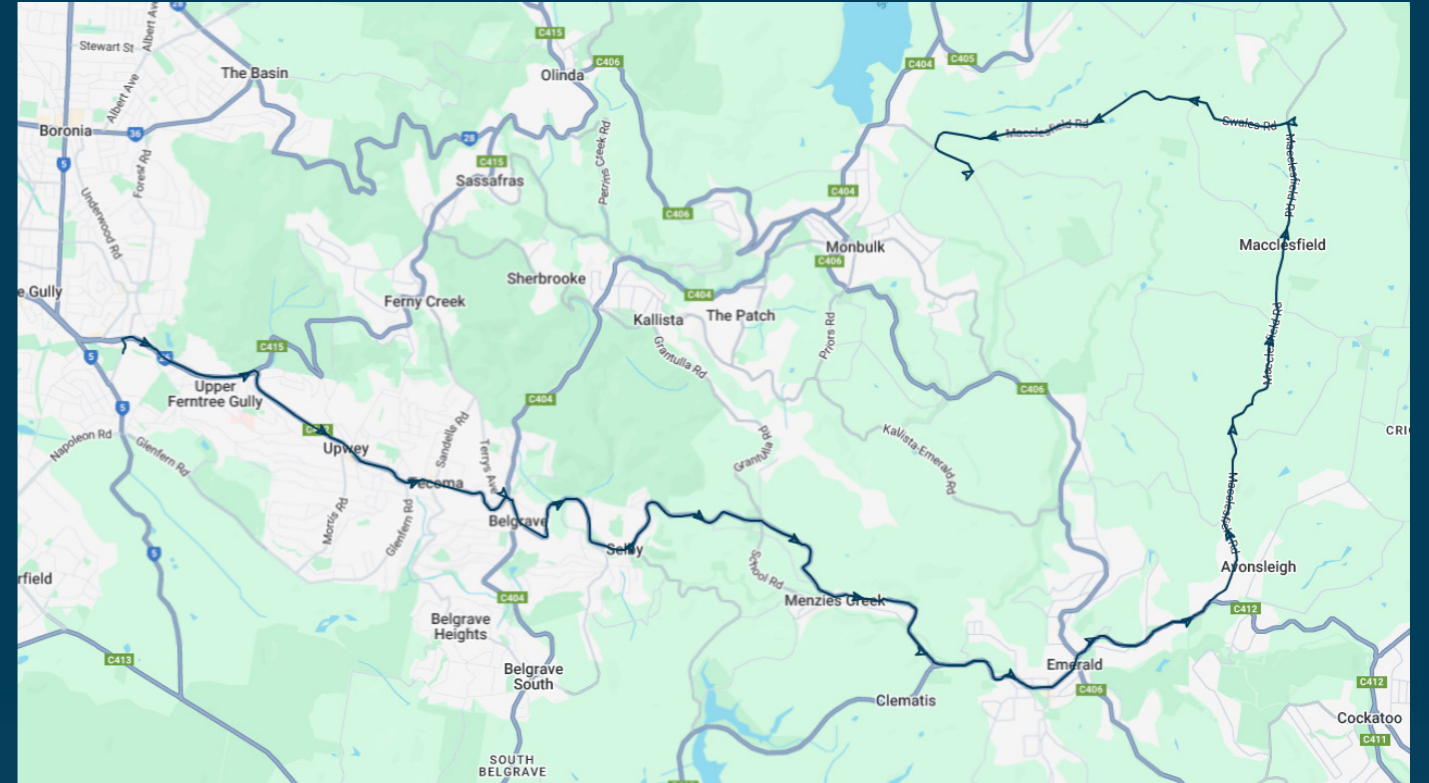 28
C415
Albert Ave
Stewart St
C406
C404
C405
The Basin
Olinda
Albert Ave
Boronia
36
28
Macclesfield Rd
Swales Rd
5
Forest Rd
Perrins Creek Rd
C415
Sassafras
Macclesfield Rd
C404
Underwood Rd
C406
Monbulk
Macclesfield
C406
Sherbrooke
e Gully
Ferny Creek
C404
Kallista
The Patch
Priors Rd
Macclesfield Rd
C415
5
Grantulla Rd
Upper
Ferntree Gully
C404
C406
5
Napoleon Rd
Glenfern Rd
Upwey
Sandells Rd
Terrys Ave
Grantulla Rd
Kallista-Emerald Rd
CRI
Tecoma
Macclesfield Rd
Morris Rd
Glenfern Rd
Belgrave
5
Selby
School Rd
Avonsleigh
rfield
C404
Menzies Creek
C412
Belgrave
Heights
C413
Belgrave
South
Emerald
C406
C412
Clematis
Cockatoo
C411
SOUTH
BELGRAVE